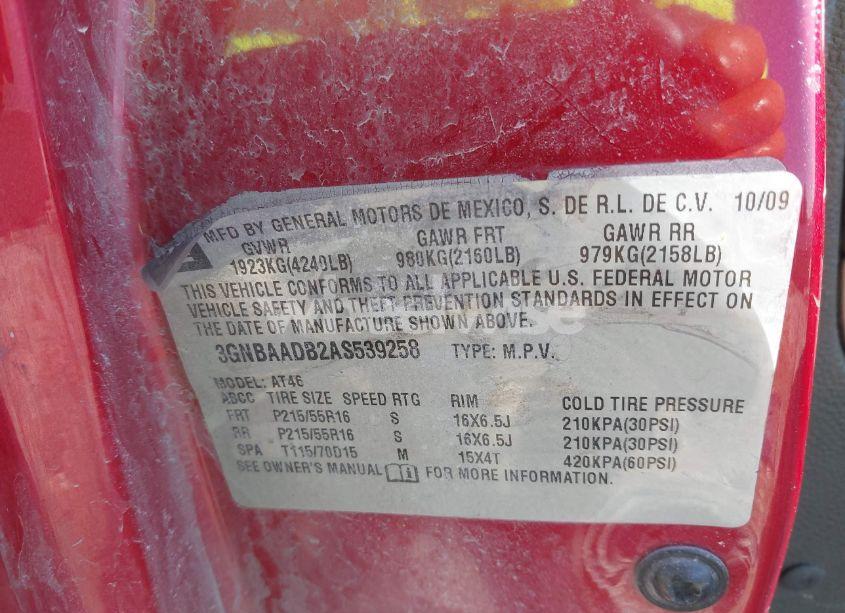 MFD BY GENERAL MOTORS DE MEXICO, S. DE R.L. DE C.V. 10/09
GVWR GAWR FRT GAWR RR
1923KG(4240LB) 980KG(2160LB) 979KG(2158LB)
THIS VEHICLE CONFORMS TO ALL APPLICABLE U.S. FEDERAL MOTOR
VEHICLE SAFETY AND THEFT PREVENTION STANDARDS IN EFFECT ON
THE DATE OF MANUFACTURE SHOWN ABOVE.
3GNBAADB2AS539258 TYPE: M.P.V.
MODEL: AT46
ABCC TIRE SIZE SPEED RTG RIM COLD TIRE PRESSURE
FRT P215/55R16 S 16X6.5J 210KPA(30PSI)
RR P215/55R16 S 16X6.5J 210KPA(30PSI)
SPA T115/70D15 M 15X4T 420KPA(60PSI)
SEE OWNER'S MANUAL FOR MORE INFORMATION.